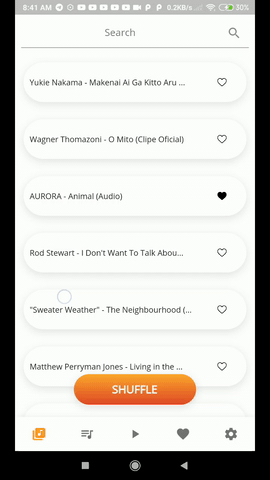 8:41 AM 0.2KB/s 30%
Search
Yukie Nakama - Makenai Ai Ga Kitto Aru ...
Wagner Thomazoni - O Mito (Clipe Oficial)
AURORA - Animal (Audio)
Rod Stewart - I Don't Want To Talk Abou...
"Sweater Weather" - The Neighbourhood (...
Matthew Perryman Jones - Living in the ...
SHUFFLE